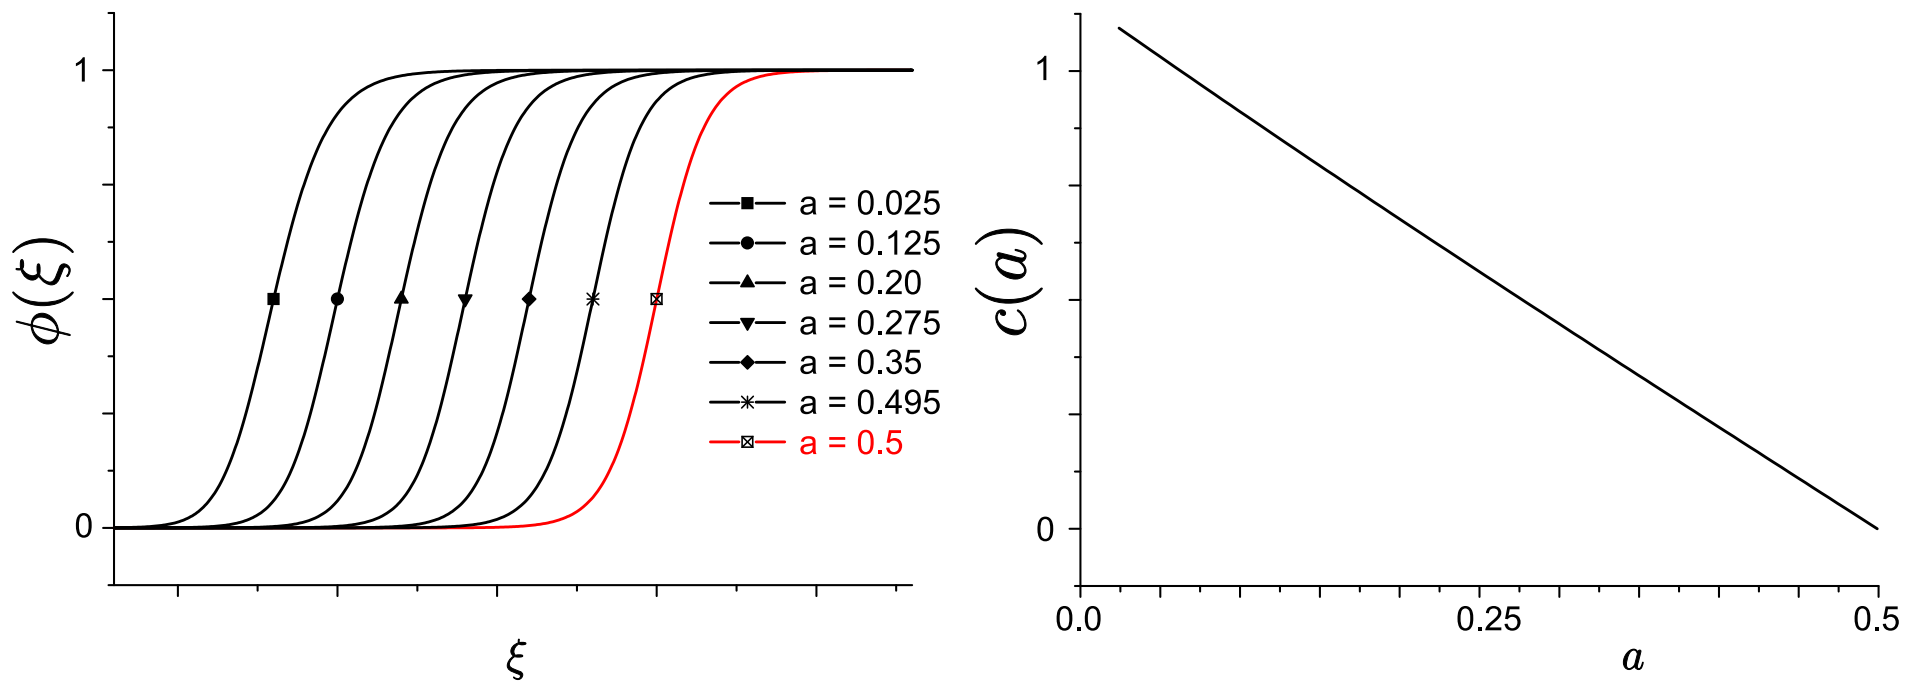 1
0
ϕ(ξ)
ξ
a = 0.025
a = 0.125
a = 0.20
a = 0.275
a = 0.35
a = 0.495
a = 0.5
1
0
c(a)
0.0
0.25
0.5
a